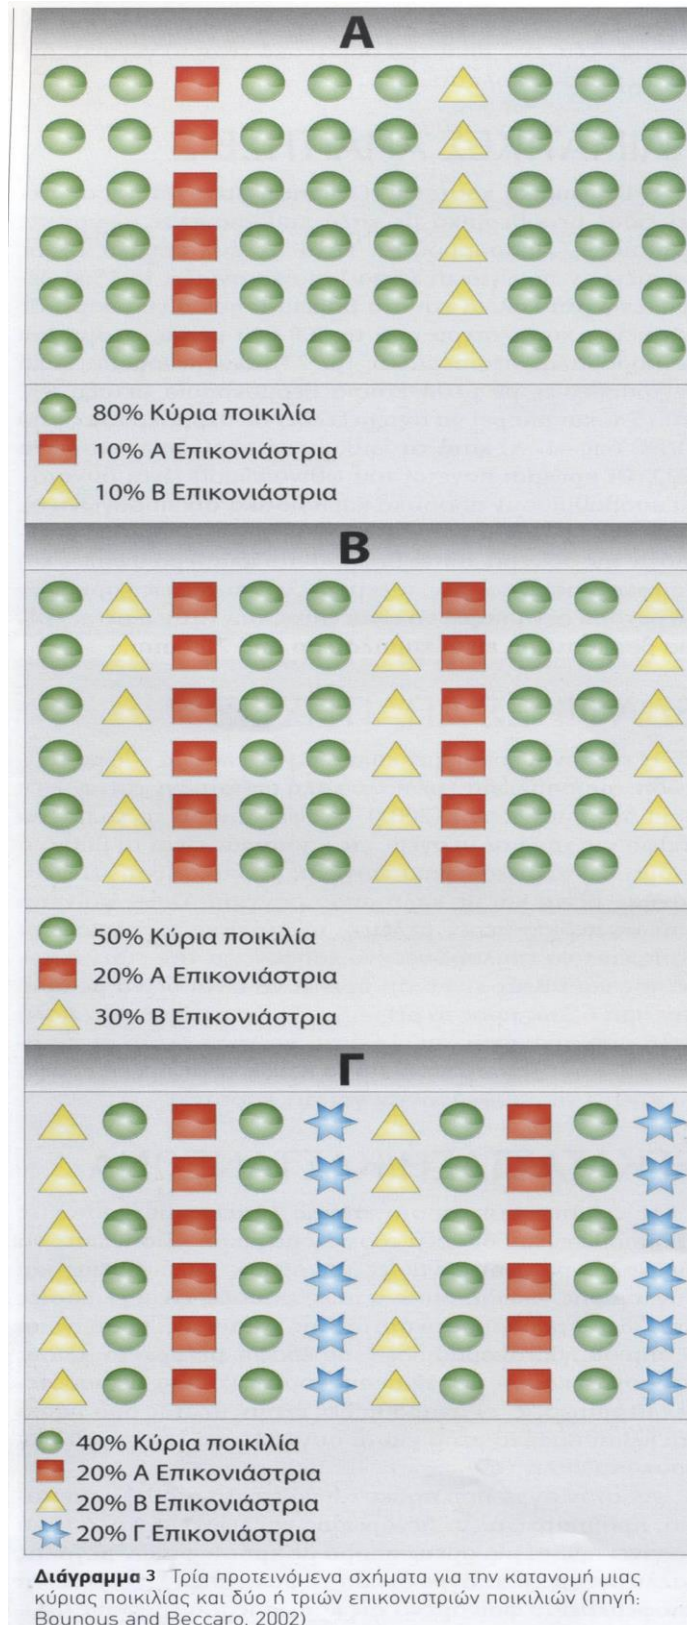 Α
80% Κύρια ποικιλία
10% Α Επικονιάστρια
10% Β Επικονιάστρια
Β
50% Κύρια ποικιλία
20% Α Επικονιάστρια
30% Β Επικονιάστρια
Γ
40% Κύρια ποικιλία
20% Α Επικονιάστρια
20% Β Επικονιάστρια
20% Γ Επικονιάστρια
Διάγραμμα 3 Τρία προτεινόμενα σχήματα για την κατανομή μιας
κύριας ποικιλίας και δύο ή τριών επικονιστριών ποικιλιών (πηγή:
Bounous and Beccaro, 2002)